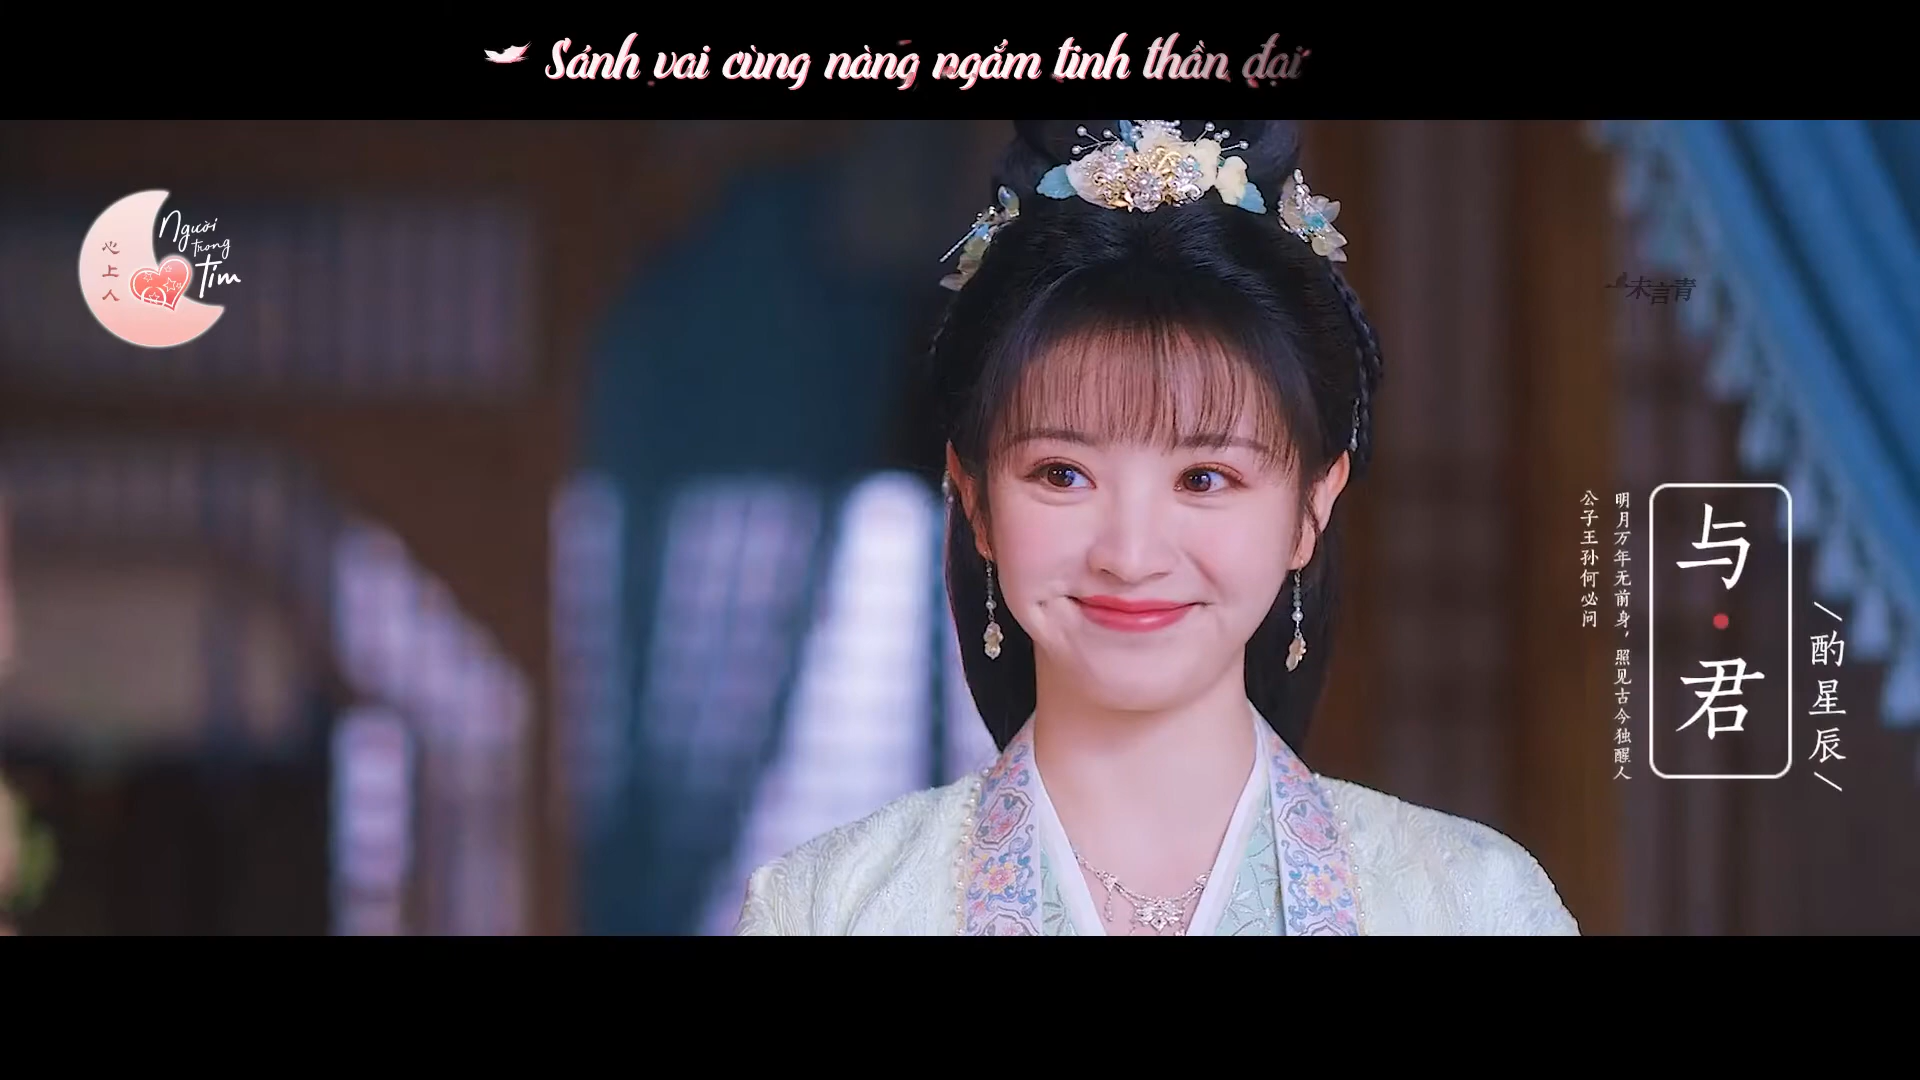 Sánh vai cùng nàng ngắm tinh thần đại
Người
trong
tim
心上人
未言青
与·君
酌星辰
明月万年无前身，照见古今独醒人
公子王孙何必问